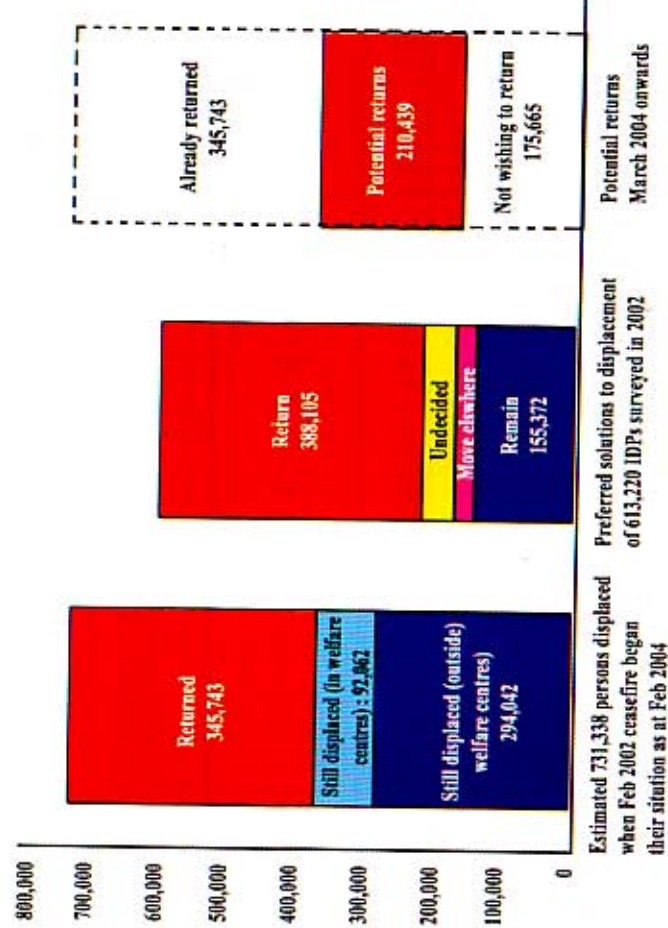 800,000
700,000
600,000
500,000
400,000
300,000
200,000
100,000
0
Returned
345,743
Still displaced (in welfare
centres) : 92,062
Still displaced (outside)
welfare centres)
294,042
Estimated 731,338 persons displaced
when Feb 2002 ceasefire began
their sitution as at Feb 2004
Return
388,105
Undecided
Move elswhere
Remain
155,372
Preferred solutions to displacement
of 613,220 IDPs surveyed in 2002
Already returned
345,743
Potential returns
210,439
Not wishing to return
175,665
Potential returns
March 2004 onwards